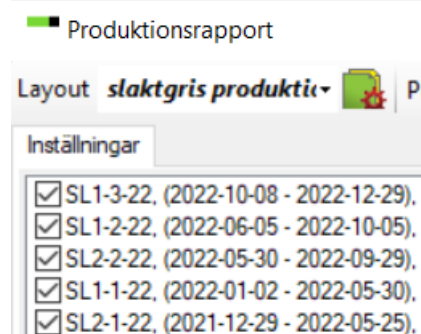 Produktionsrapport
Layout slaktgris produktic P
Inställningar
SL1-3-22, (2022-10-08 - 2022-12-29),
SL1-2-22, (2022-06-05 - 2022-10-05),
SL2-2-22, (2022-05-30 - 2022-09-29),
SL1-1-22, (2022-01-02 - 2022-05-30),
SL2-1-22, (2021-12-29 - 2022-05-25),